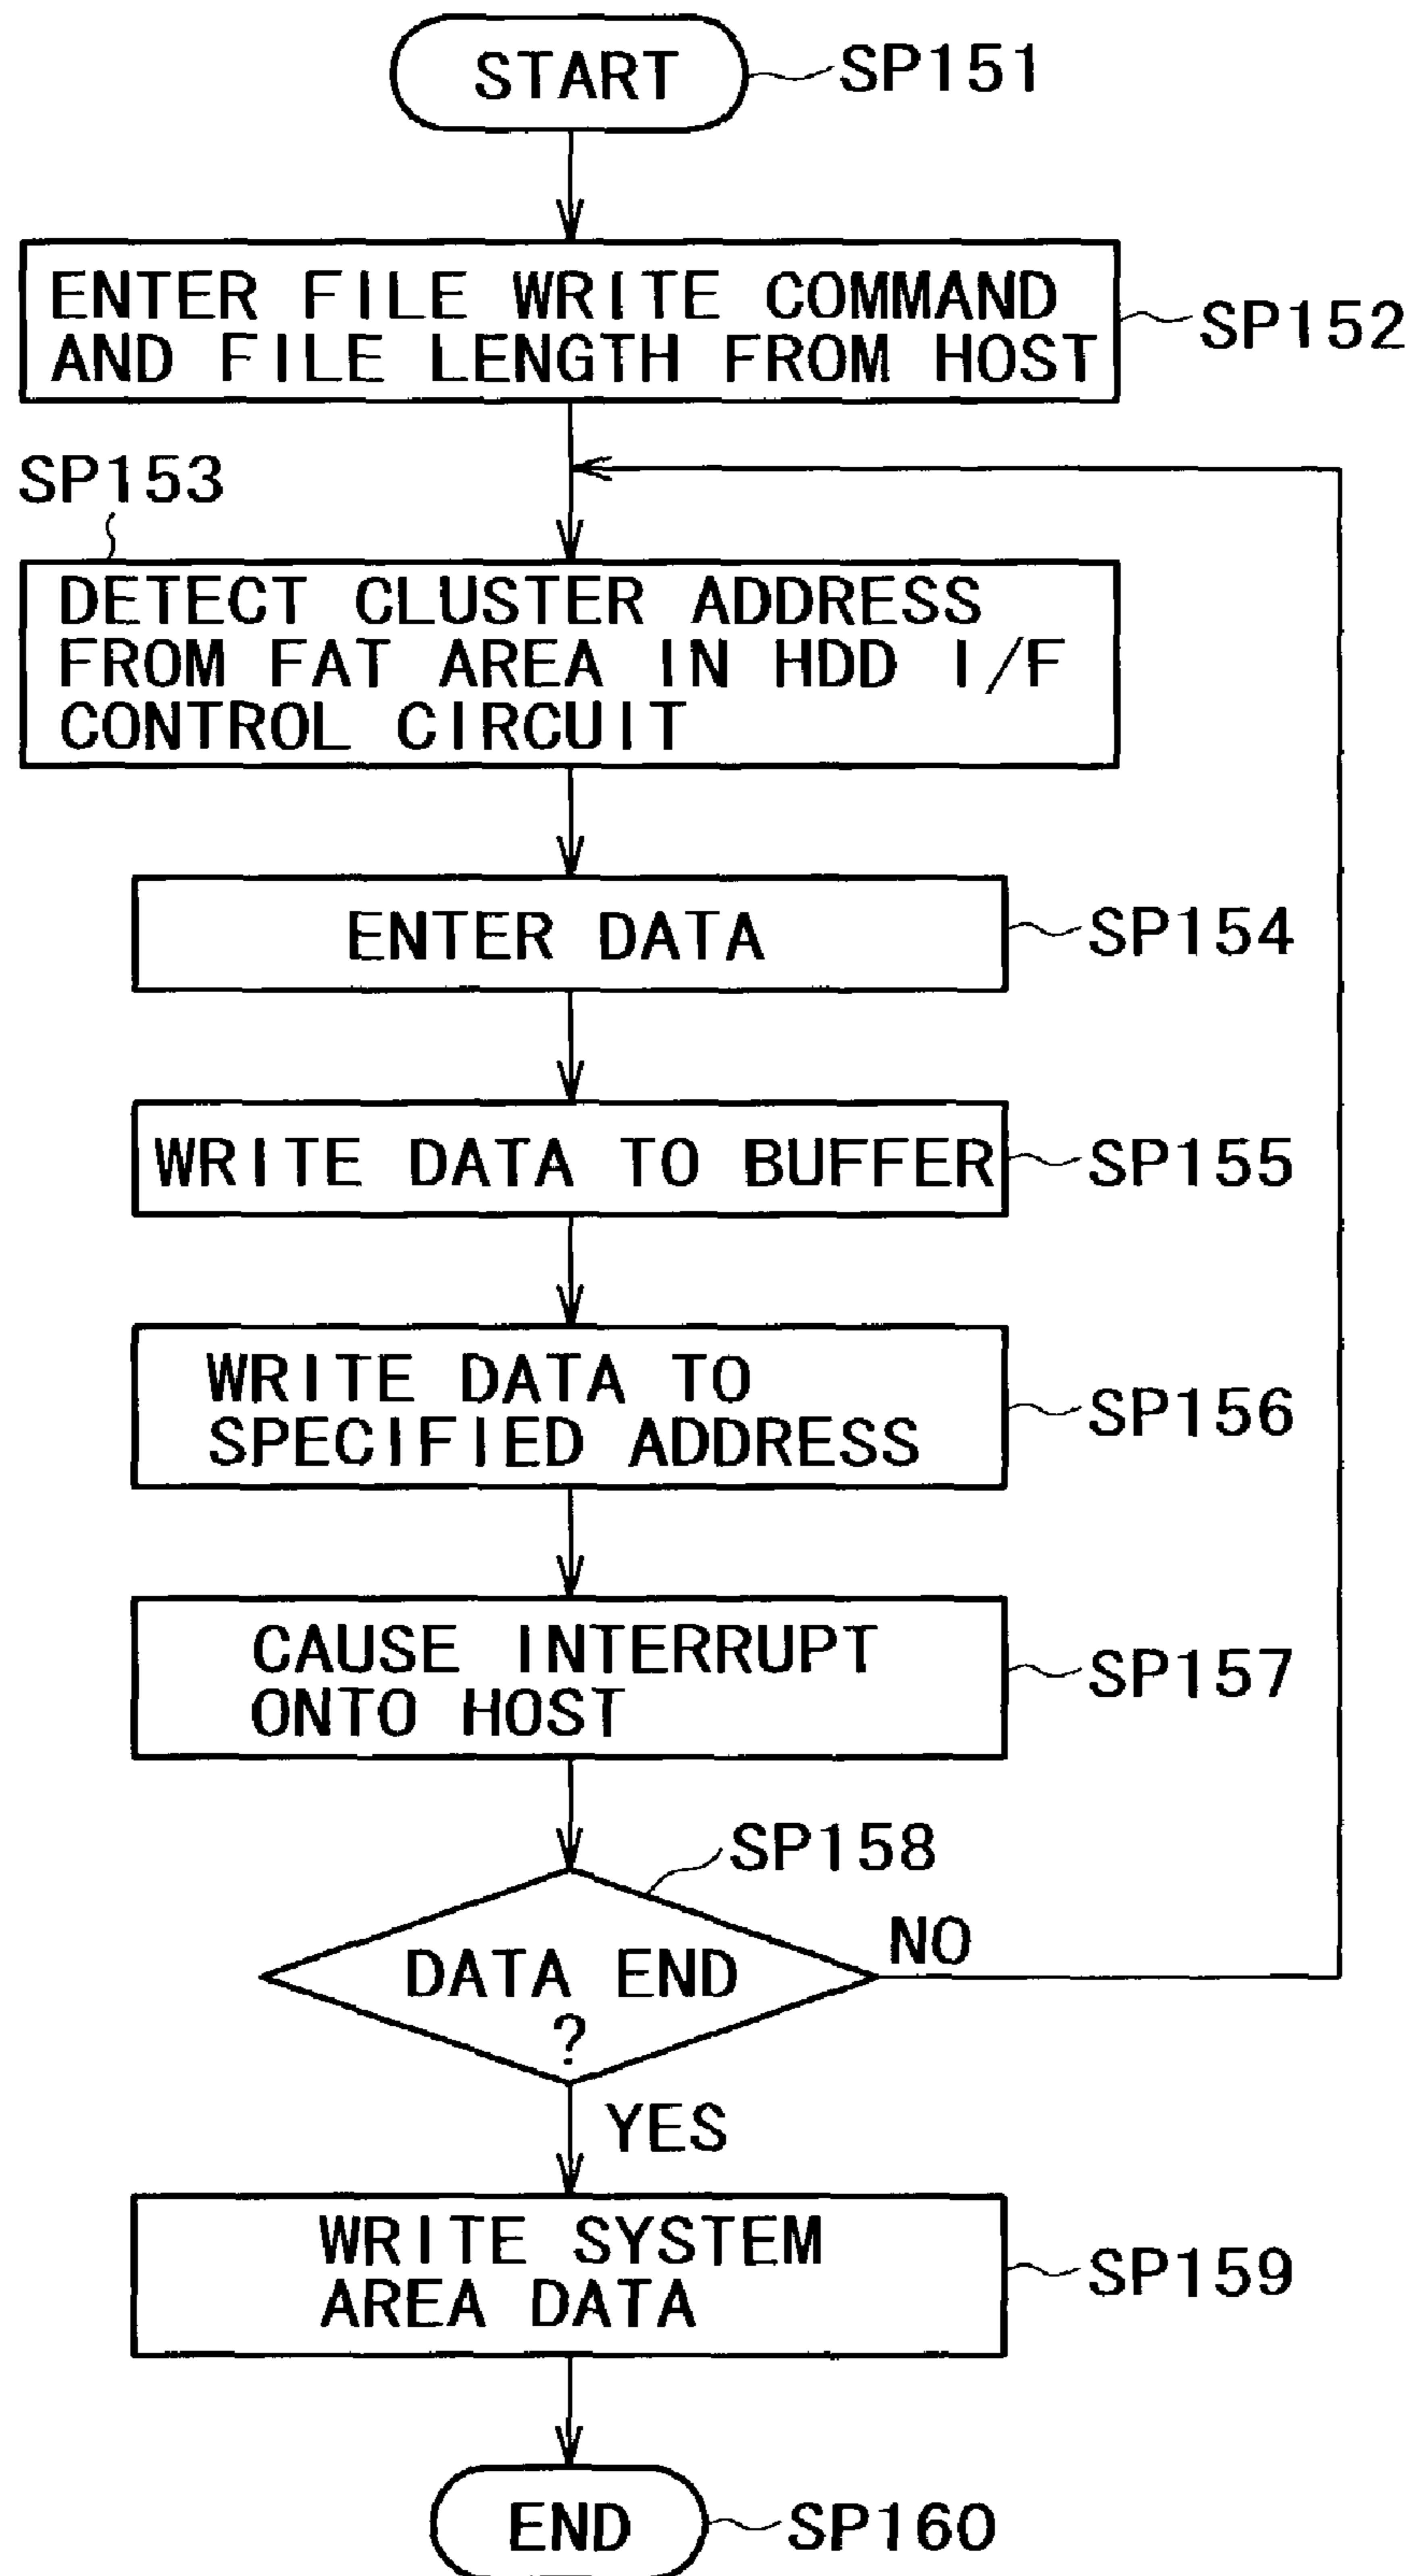 START
SP151
ENTER FILE WRITE COMMAND
AND FILE LENGTH FROM HOST
SP152
SP153
DETECT CLUSTER ADDRESS
FROM FAT AREA IN HDD I/F
CONTROL CIRCUIT
ENTER DATA
SP154
WRITE DATA TO BUFFER
SP155
WRITE DATA TO
SPECIFIED ADDRESS
SP156
CAUSE INTERRUPT
ONTO HOST
SP157
SP158
DATA END
?
NO
YES
WRITE SYSTEM
AREA DATA
SP159
END
SP160